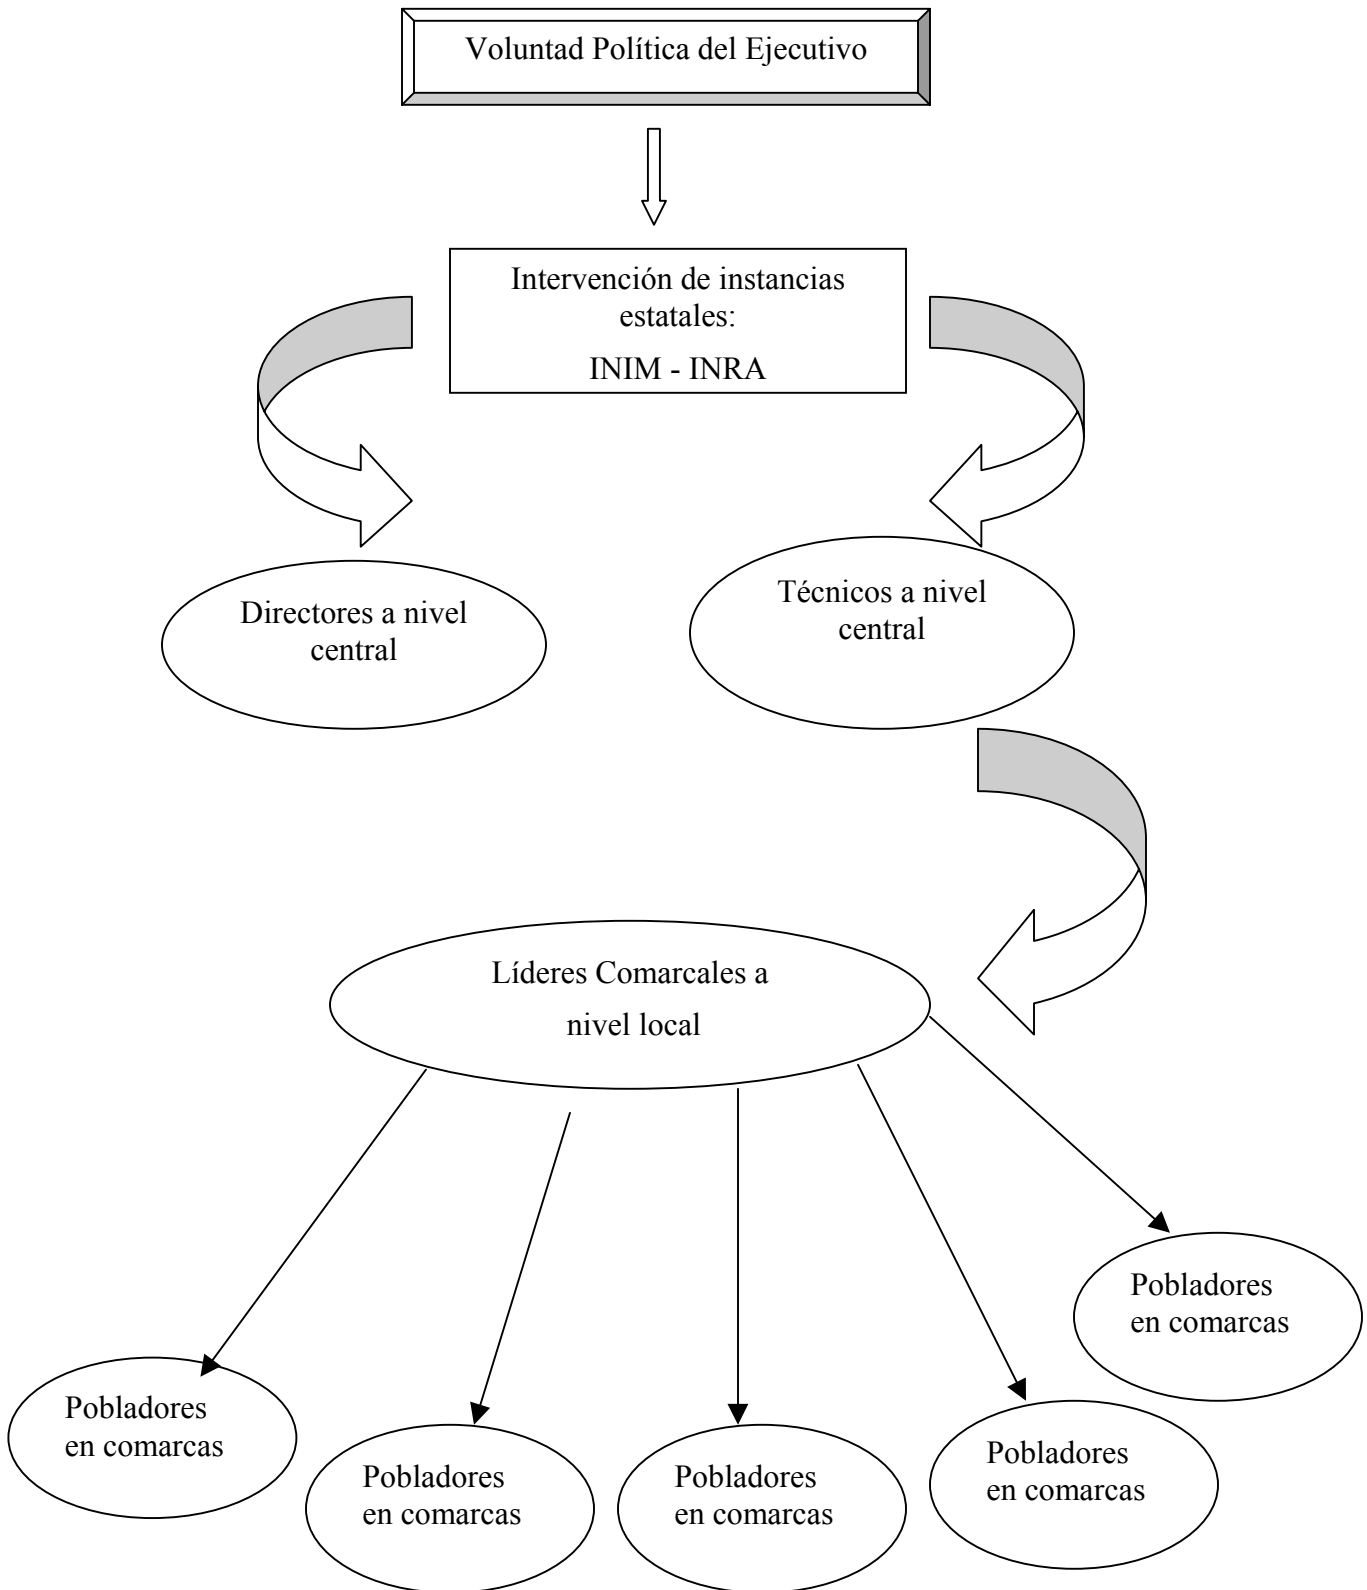 Voluntad Política del Ejecutivo
Intervención de instancias
estatales:
INIM - INRA
Directores a nivel
central
Técnicos a nivel
central
Líderes Comarcales a
nivel local
Pobladores
en comarcas
Pobladores
en comarcas
Pobladores
en comarcas
Pobladores
en comarcas
Pobladores
en comarcas